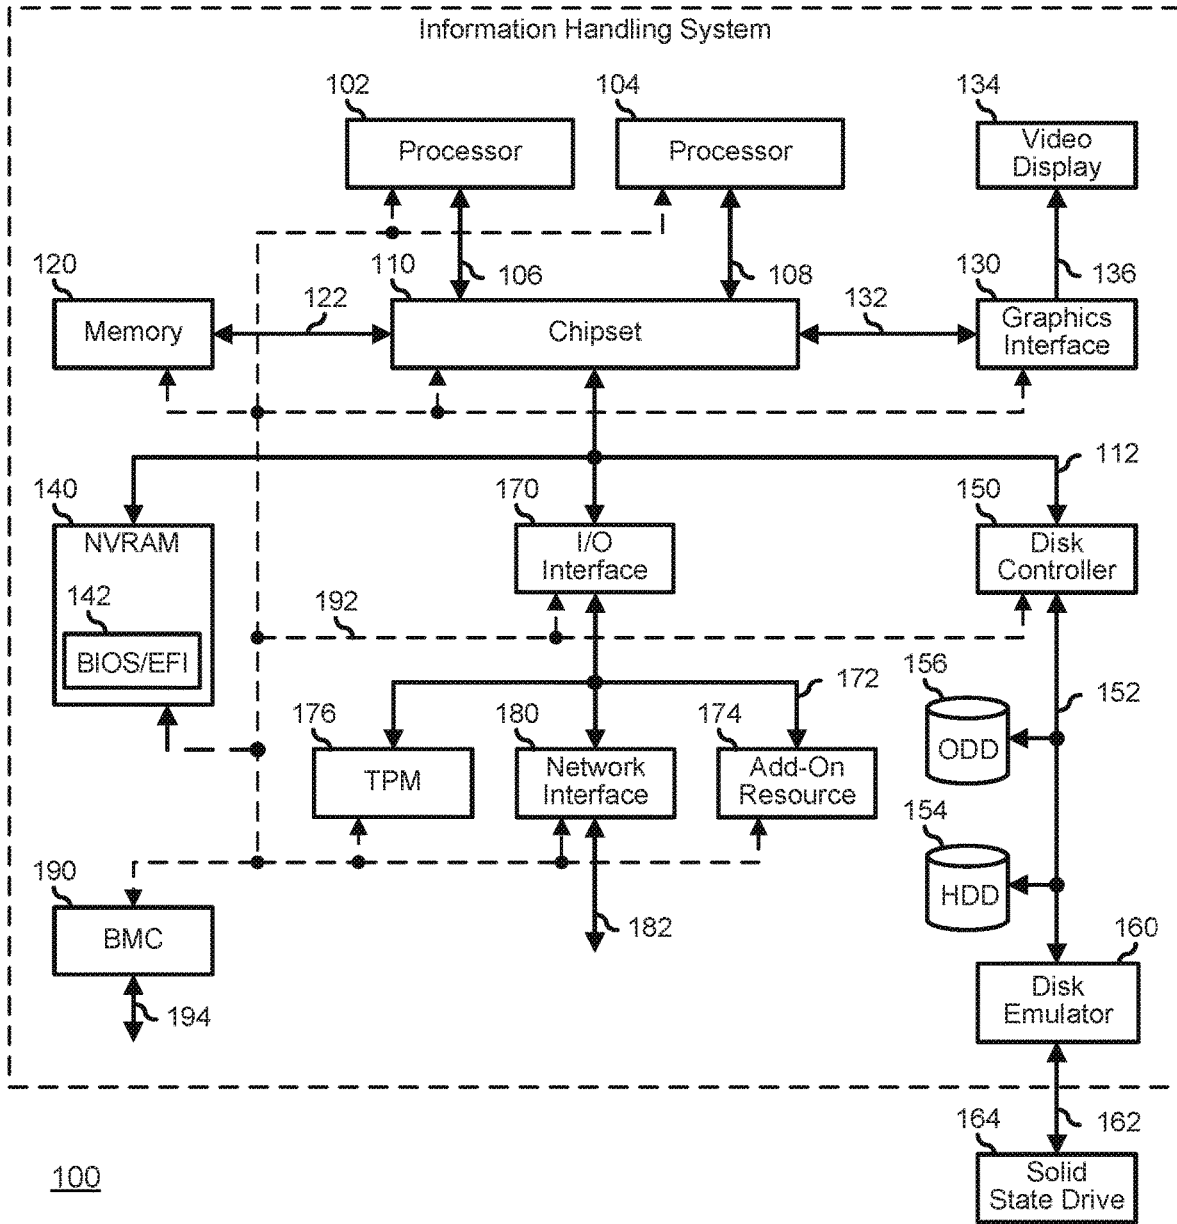 Information Handling System
102
104
134
Processor
Processor
Video
Display
120
110
106
108
130
136
122
132
Memory
Chipset
Graphics
Interface
112
140
170
150
NVRAM
I/O
Interface
Disk
Controller
142
192
BIOS/EFI
156
172
152
176
180
174
ODD
TPM
Network
Interface
Add-On
Resource
154
190
HDD
BMC
182
160
194
Disk
Emulator
164
162
100
Solid
State Drive